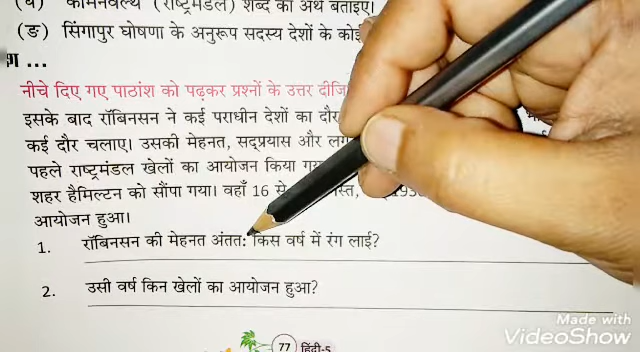 (घ) कॉमनवेल्थ (राष्ट्रमंडल) शब्द का अर्थ बताइए।
(ङ) सिंगापुर घोषणा के अनुरूप सदस्य देशों के कोई
...
नीचे दिए गए पाठांश को पढ़कर प्रश्नों के उत्तर दीजि
इसके बाद रॉबिनसन ने कई पराधीन देशों का दौर
कई दौर चलाए। उसकी मेहनत, सद्प्रयास और लग
पहले राष्ट्रमंडल खेलों का आयोजन किया
शहर हैमिल्टन को सौंपा गया। वहाँ 16 से
आयोजन हुआ।
1. रॉबिनसन की मेहनत अंतत: किस वर्ष में रंग लाई?
2. उसी वर्ष किन खेलों का आयोजन हुआ?
77 हिंदी-5
Made with
VideoShow